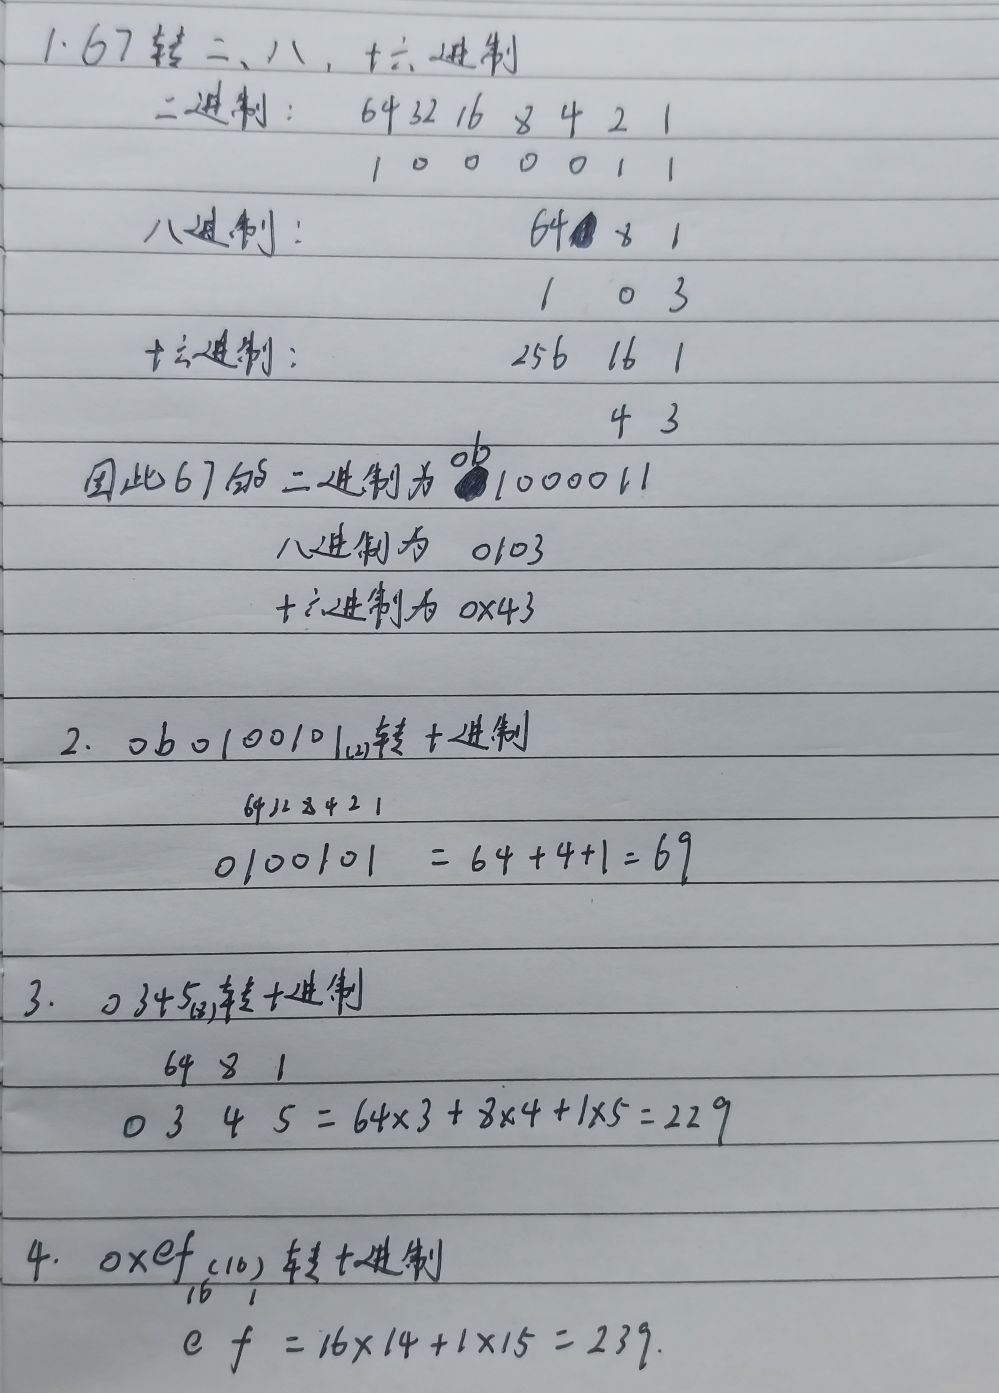 1. 67转二、八、十六进制
二进制: 64 32 16 8 4 2 1
1 0 0 0 0 1 1
八进制: 64 8 1
1 0 3
十六进制: 256 16 1
4 3
因此67的二进制为 0b1000011
八进制为 0103
十六进制为 0x43
2. 0b0100101(2)转十进制
64 32 8 4 2 1
0100101 = 64+4+1=69
3. 0345(8)转十进制
64 8 1
0 3 4 5 = 64×3+8×4+1×5=229
4. 0xef(16)转十进制
16 1
e f = 16×14+1×15=239.